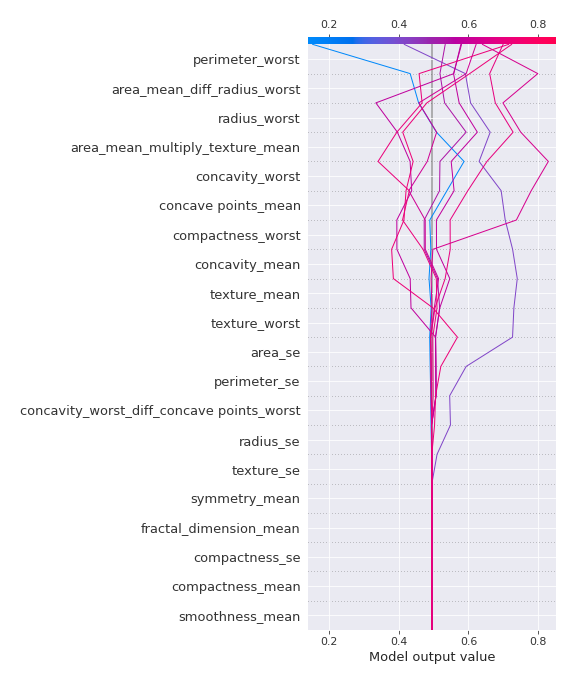 0.2 0.4 0.6 0.8
perimeter_worst
area_mean_diff_radius_worst
radius_worst
area_mean_multiply_texture_mean
concavity_worst
concave points_mean
compactness_worst
concavity_mean
texture_mean
texture_worst
area_se
perimeter_se
concavity_worst_diff_concave points_worst
radius_se
texture_se
symmetry_mean
fractal_dimension_mean
compactness_se
compactness_mean
smoothness_mean
0.2 0.4 0.6 0.8
Model output value